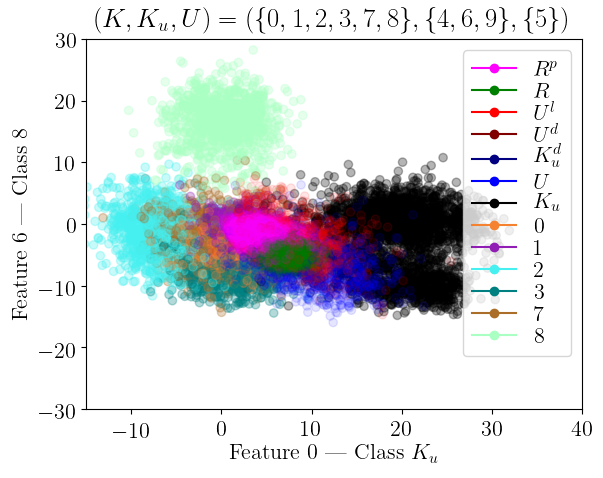 (K, K_u, U) = ({0, 1, 2, 3, 7, 8}, {4, 6, 9}, {5})
30
20
10
0
−10
−20
−30
Feature 6 — Class 8
R^p
R
U^l
U^d
K_u^d
U
K_u
0
1
2
3
7
8
−10
0
10
20
30
40
Feature 0 — Class K_u